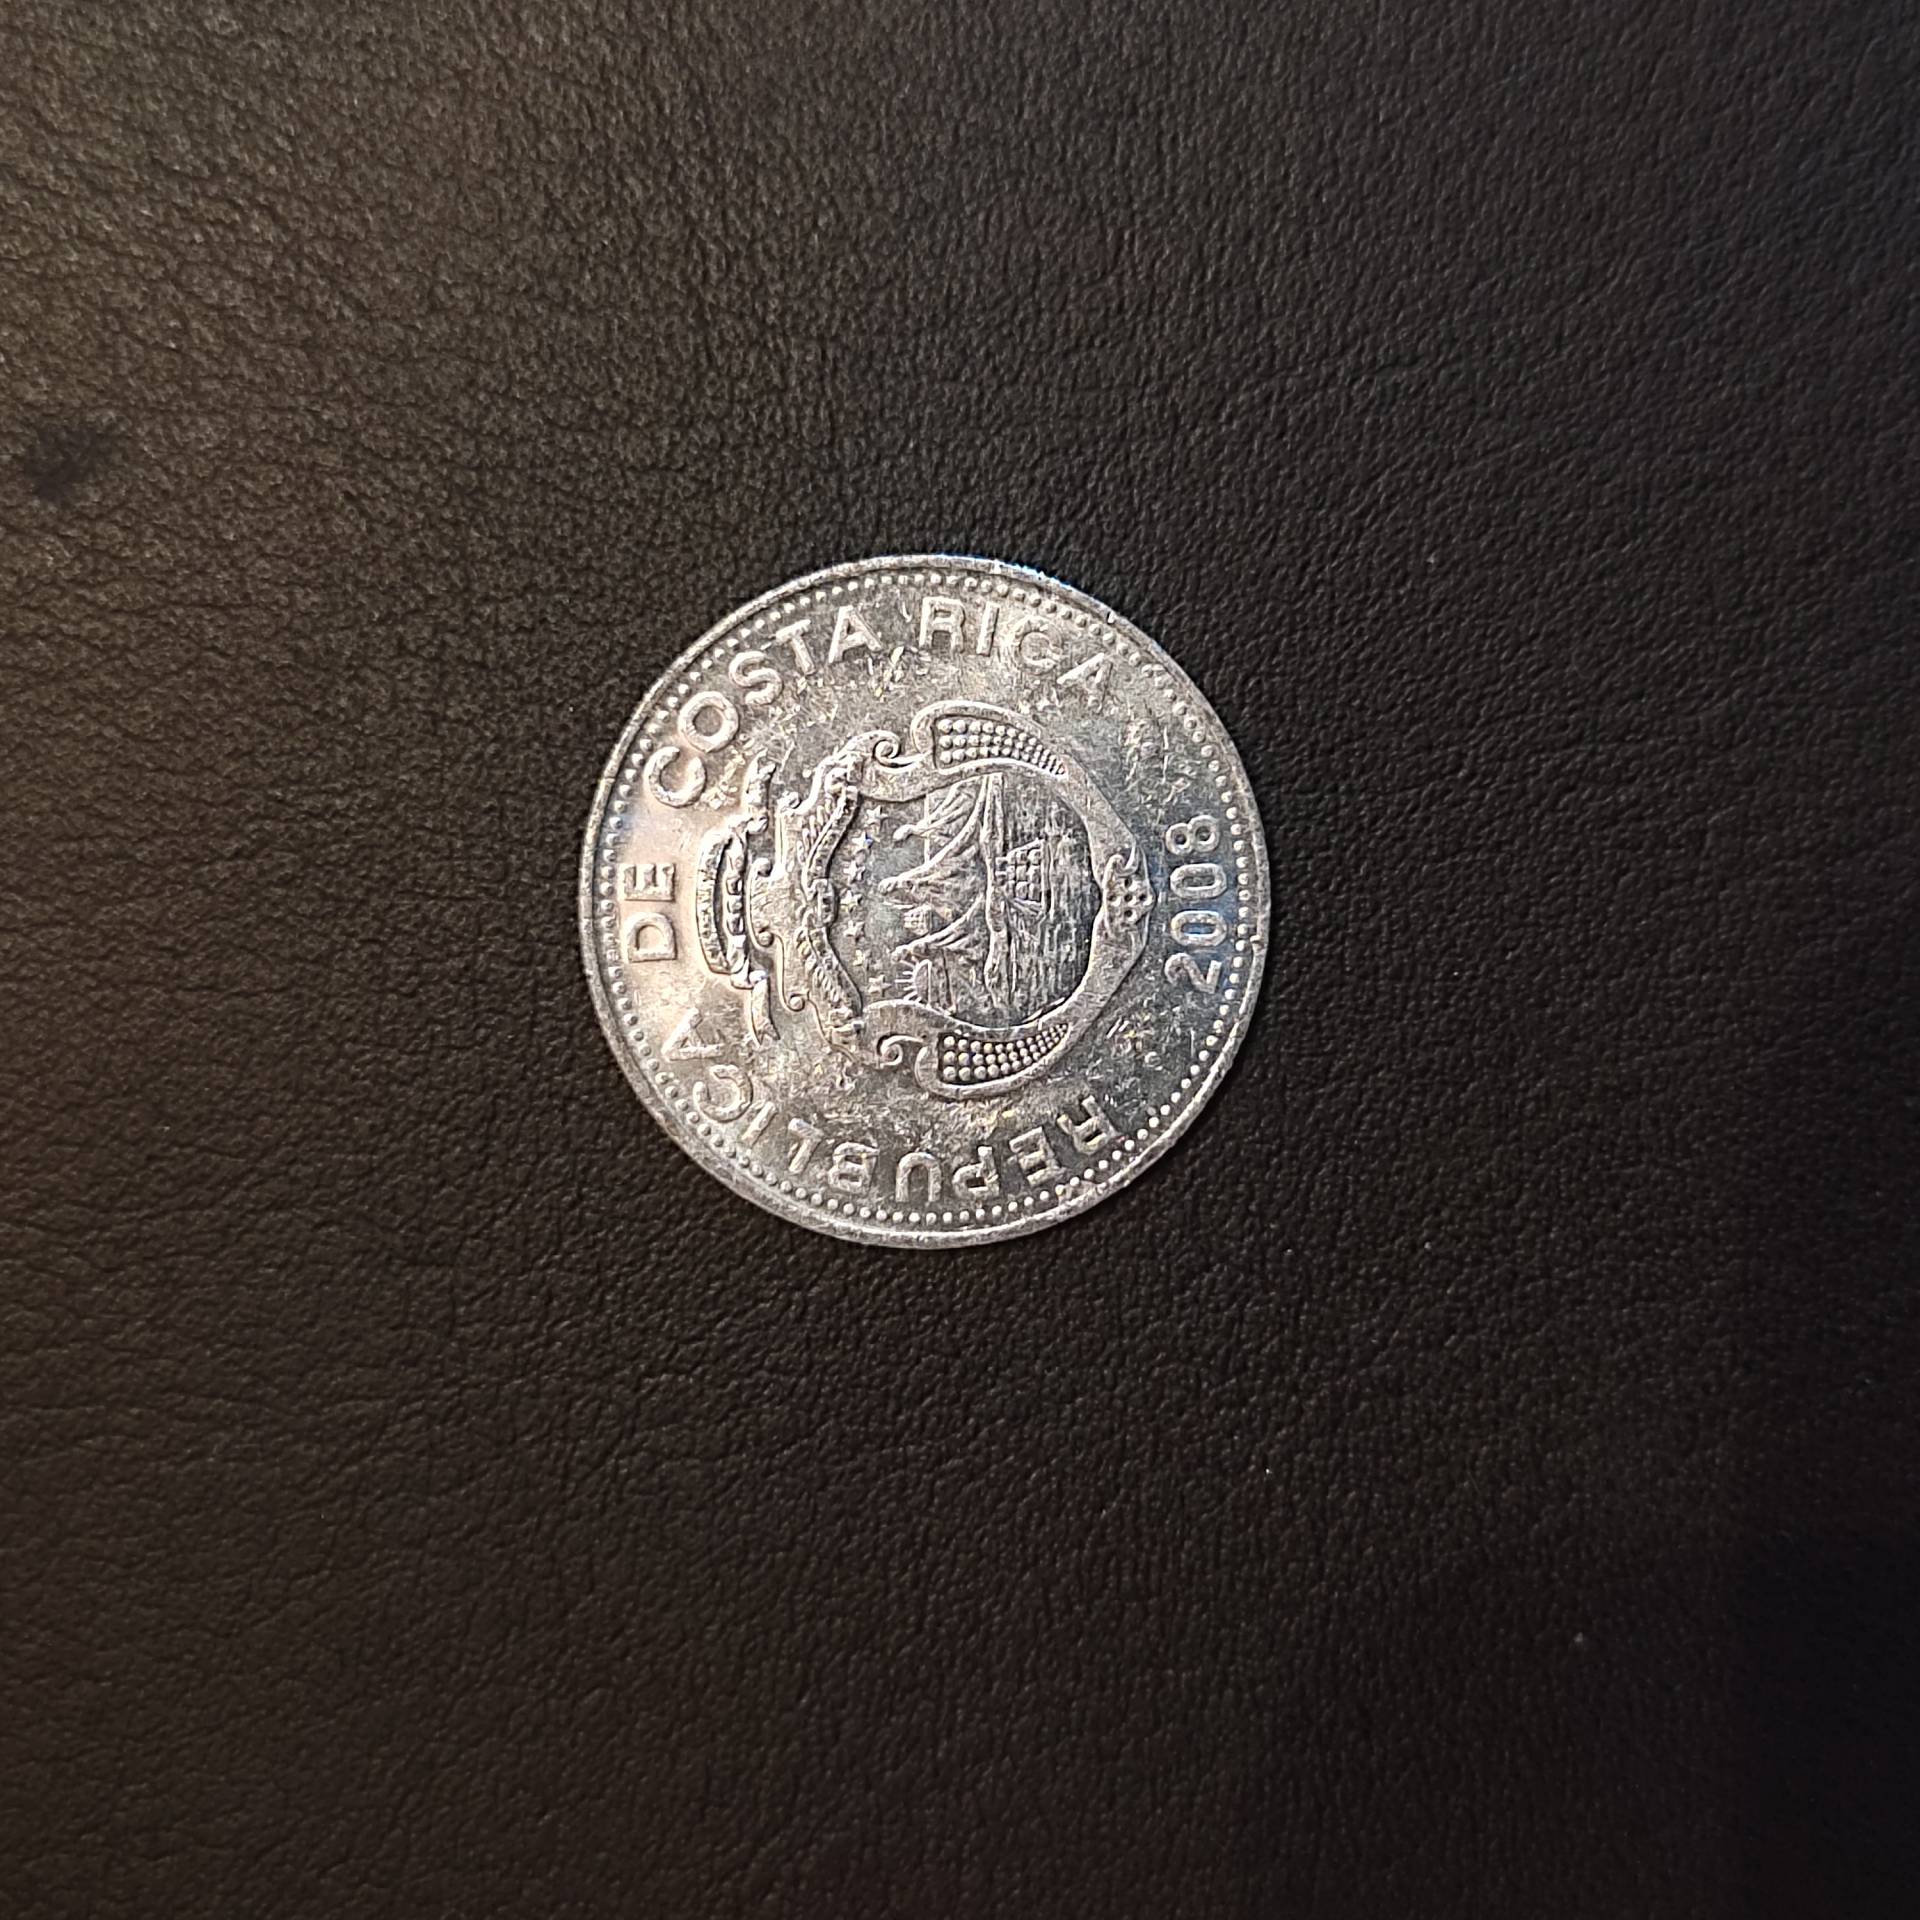 REPUBLICA DE COSTA RICA
2008